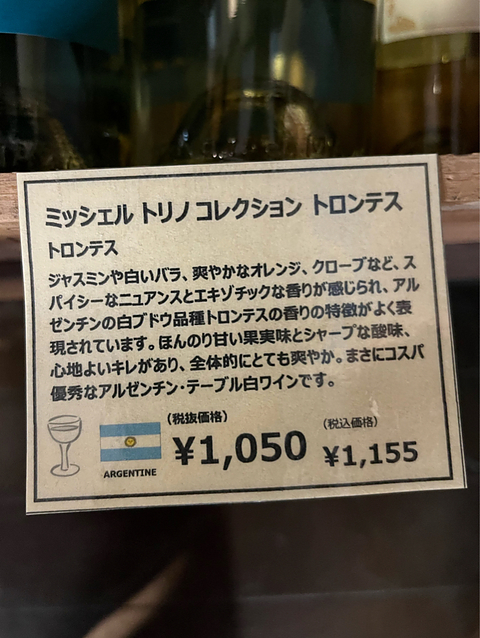 ミッシェル トリノ コレクション トロンテス
トロンテス
ジャスミンや白いバラ、爽やかなオレンジ、クローブなど、ス
パイシーなニュアンスとエキゾチックな香りが感じられ、アル
ゼンチンの白ブドウ品種トロンテスの香りの特徴がよく表
現されています。ほんのり甘い果実味とシャープな酸味、
心地よいキレがあり、全体的にとても爽やか。まさにコスパ
優秀なアルゼンチン・テーブル白ワインです。
(税抜価格)
(税込価格)
¥1,050
¥1,155
ARGENTINE